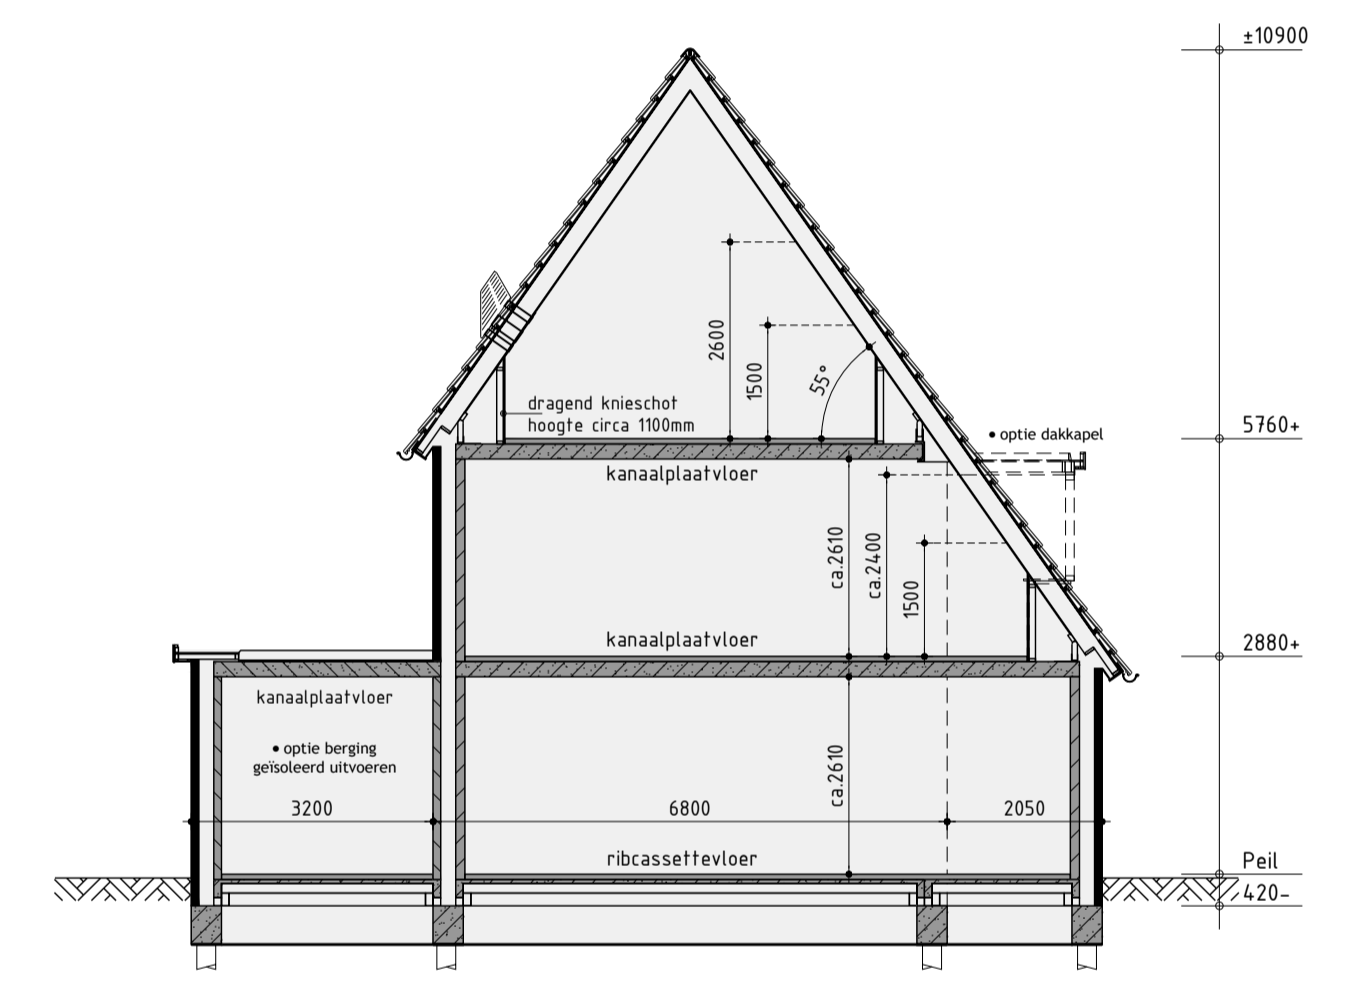 ±10900
2600
1500
55°
dragend knieschot
hoogte circa 1100mm
5760+
• optie dakkapel
kanaalplaatvloer
ca.2610
ca.2400
1500
kanaalplaatvloer
2880+
kanaalplaatvloer
• optie berging
geïsoleerd uitvoeren
ca.2610
3200
6800
2050
ribcassettevloer
Peil
420-